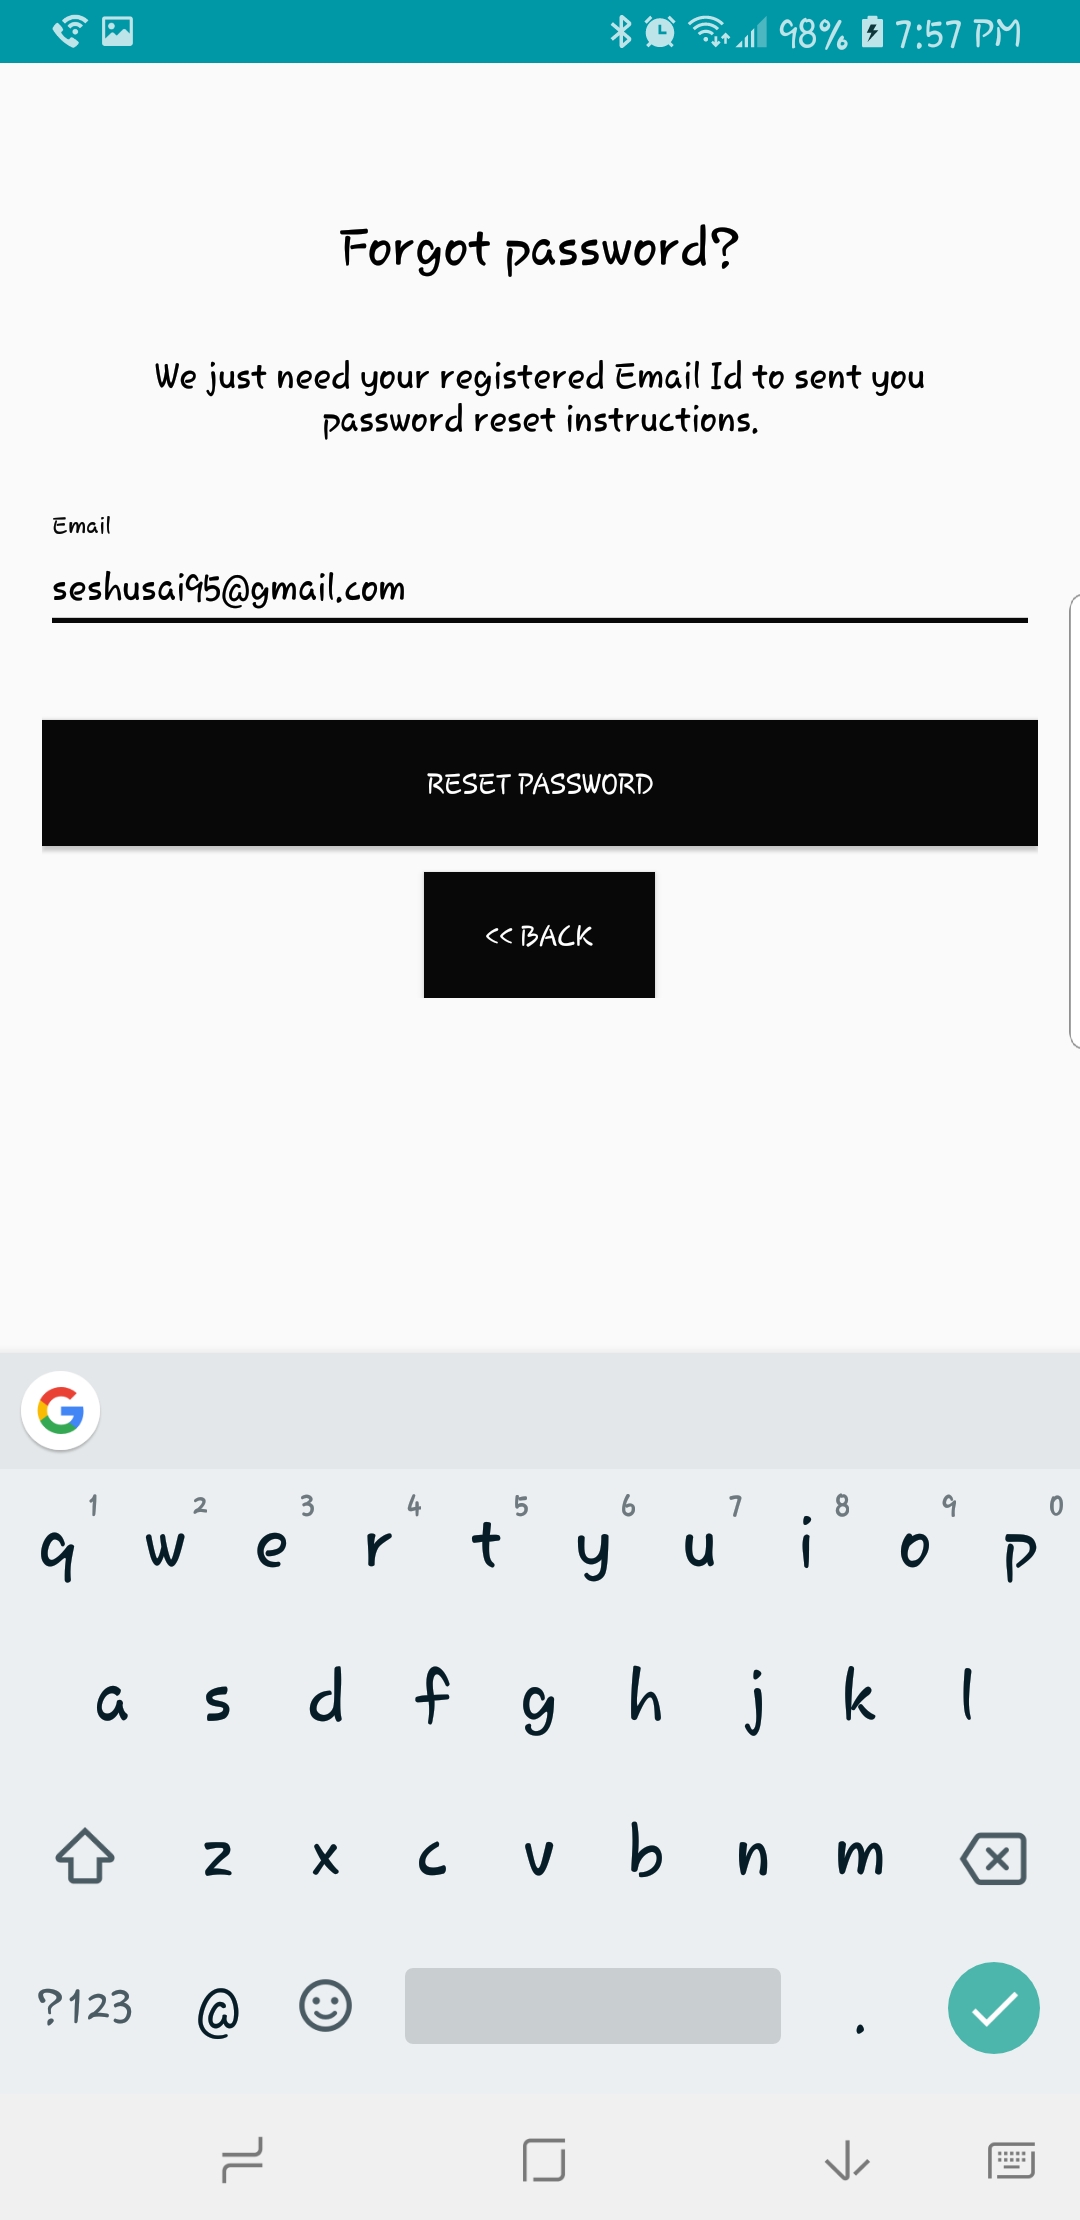 98% 7:57 PM
Forgot password?
We just need your registered Email Id to sent you
password reset instructions.
Email
seshusai95@gmail.com
RESET PASSWORD
<< BACK
G
1 2 3 4 5 6 7 8 9 0
q w e r t y u i o p
a s d f g h j k l
z x c v b n m
?123 @ .